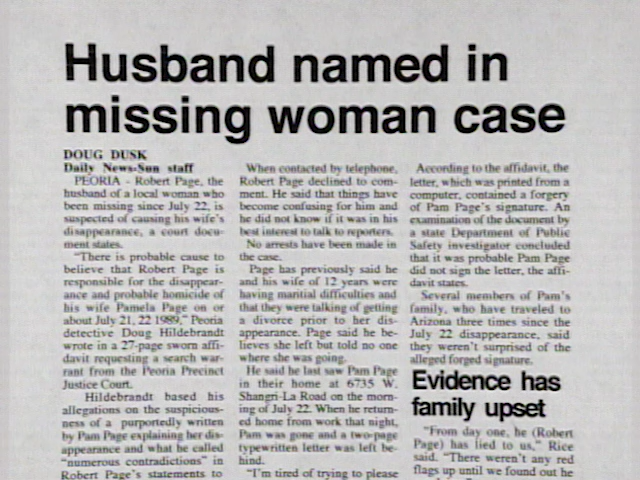 Husband named in
missing woman case
DOUG DUSK
Daily News-Sun staff
PEORIA - Robert Page, the
husband of a local woman who
been missing since July 22, is
suspected of causing his wife's
disappearance, a court docu-
ment states.
"There is probable cause to
believe that Robert Page is
responsible for the disappear-
ance and probable homicide of
his wife Pamela Page on or
about July 21, 22 1989," Peoria
detective Doug Hildebrandt
wrote in a 27-page sworn affi-
davit requesting a search war-
rant from the Peoria Precinct
Justice Court.
Hildebrandt based his
allegations on the suspicious-
ness of a purportedly written
by Pam Page explaining her dis-
appearance and what he called
"numerous contradictions" in
Robert Page's statements to
When contacted by telephone,
Robert Page declined to com-
ment. He said that things have
become confusing for him and
he did not know if it was in his
best interest to talk to reporters.
No arrests have been made in
the case.
Page has previously said he
and his wife of 12 years were
having maritial difficulties and
that they were talking of getting
a divorce prior to her dis-
appearance. Page said he be-
lieves she left but told no one
where she was going.
He said he last saw Pam Page
in their home at 6735 W.
Shangri-La Road on the morn-
ing of July 22. When he return-
ed home from work that night,
Pam was gone and a two-page
typewritten letter was left be-
hind.
"I'm tired of trying to please
According to the affidavit, the
letter, which was printed from a
computer, contained a forgery
of Pam Page's signature. An
examination of the document by
a state Department of Public
Safety investigator concluded
that it was probable Pam Page
did not sign the letter, the affi-
davit states.
Several members of Pam's
family, who have traveled to
Arizona three times since the
July 22 disappearance, said
they weren't surprised of the
alleged forged signature.
Evidence has
family upset
"From day one, he (Robert
Page) has lied to us," Rice
said. "There weren't any red
flags up until we found out he